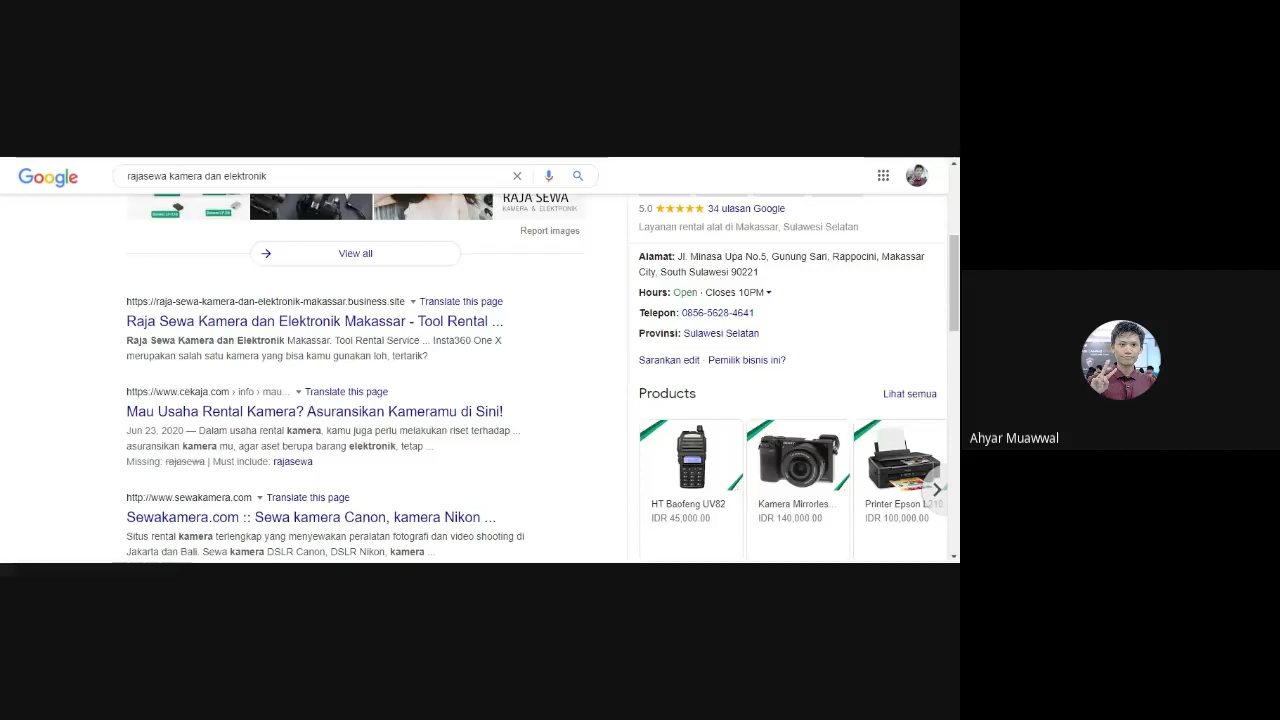 Google
rajasewa kamera dan elektronik
RAJA SEWA
KAMERA & ELEKTRONIK
Report images
View all
https://raja-sewa-kamera-dan-elektronik-makassar.business.site Translate this page
Raja Sewa Kamera dan Elektronik Makassar - Tool Rental ...
Raja Sewa Kamera dan Elektronik Makassar. Tool Rental Service ... Insta360 One X
merupakan salah satu kamera yang bisa kamu gunakan loh, tertarik?
https://www.cekaja.com › info › mau... Translate this page
Mau Usaha Rental Kamera? Asuransikan Kameramu di Sini!
Jun 23, 2020 — Dalam usaha rental kamera, kamu juga perlu melakukan riset terhadap ...
asuransikan kamera mu, agar aset berupa barang elektronik, tetap ...
Missing: rajasewa | Must include: rajasewa
http://www.sewakamera.com Translate this page
Sewakamera.com :: Sewa kamera Canon, kamera Nikon ...
Situs rental kamera terlengkap yang menyewakan peralatan fotografi dan video shooting di
Jakarta dan Bali. Sewa kamera DSLR Canon, DSLR Nikon, kamera ...
5.0 ★★★★★ 34 ulasan Google
Layanan rental alat di Makassar, Sulawesi Selatan
Alamat: Jl. Minasa Upa No.5, Gunung Sari, Rappocini, Makassar
City, South Sulawesi 90221
Hours: Open · Closes 10PM
Telepon: 0856-5628-4641
Provinsi: Sulawesi Selatan
Sarankan edit · Pemilik bisnis ini?
Products
Lihat semua
HT Baofeng UV82
IDR 45,000.00
Kamera Mirrorles...
IDR 140,000.00
Printer Epson L210
IDR 100,000.00
Ahyar Muawwal